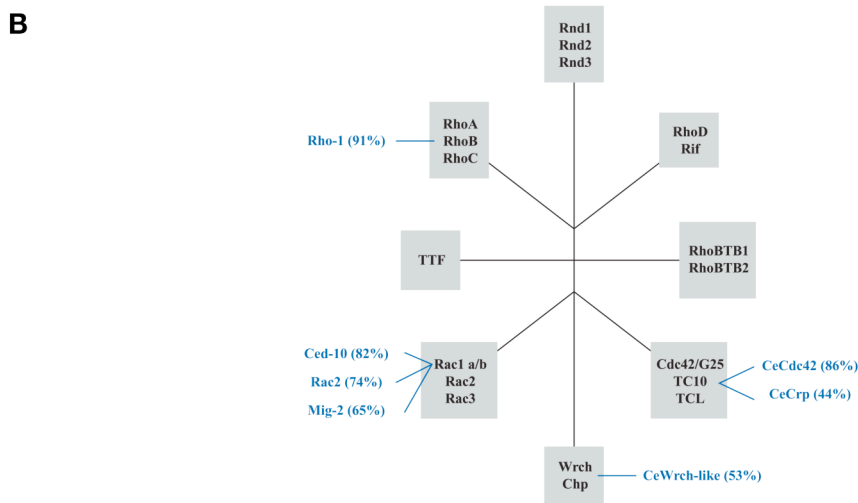 B
Rnd1
Rnd2
Rnd3
Rho-1 (91%)
RhoA
RhoB
RhoC
RhoD
Rif
TTF
RhoBTB1
RhoBTB2
Ced-10 (82%)
Rac2 (74%)
Mig-2 (65%)
Rac1 a/b
Rac2
Rac3
Cdc42/G25
TC10
TCL
CeCdc42 (86%)
CeCrp (44%)
Wrch
Chp
CeWrch-like (53%)